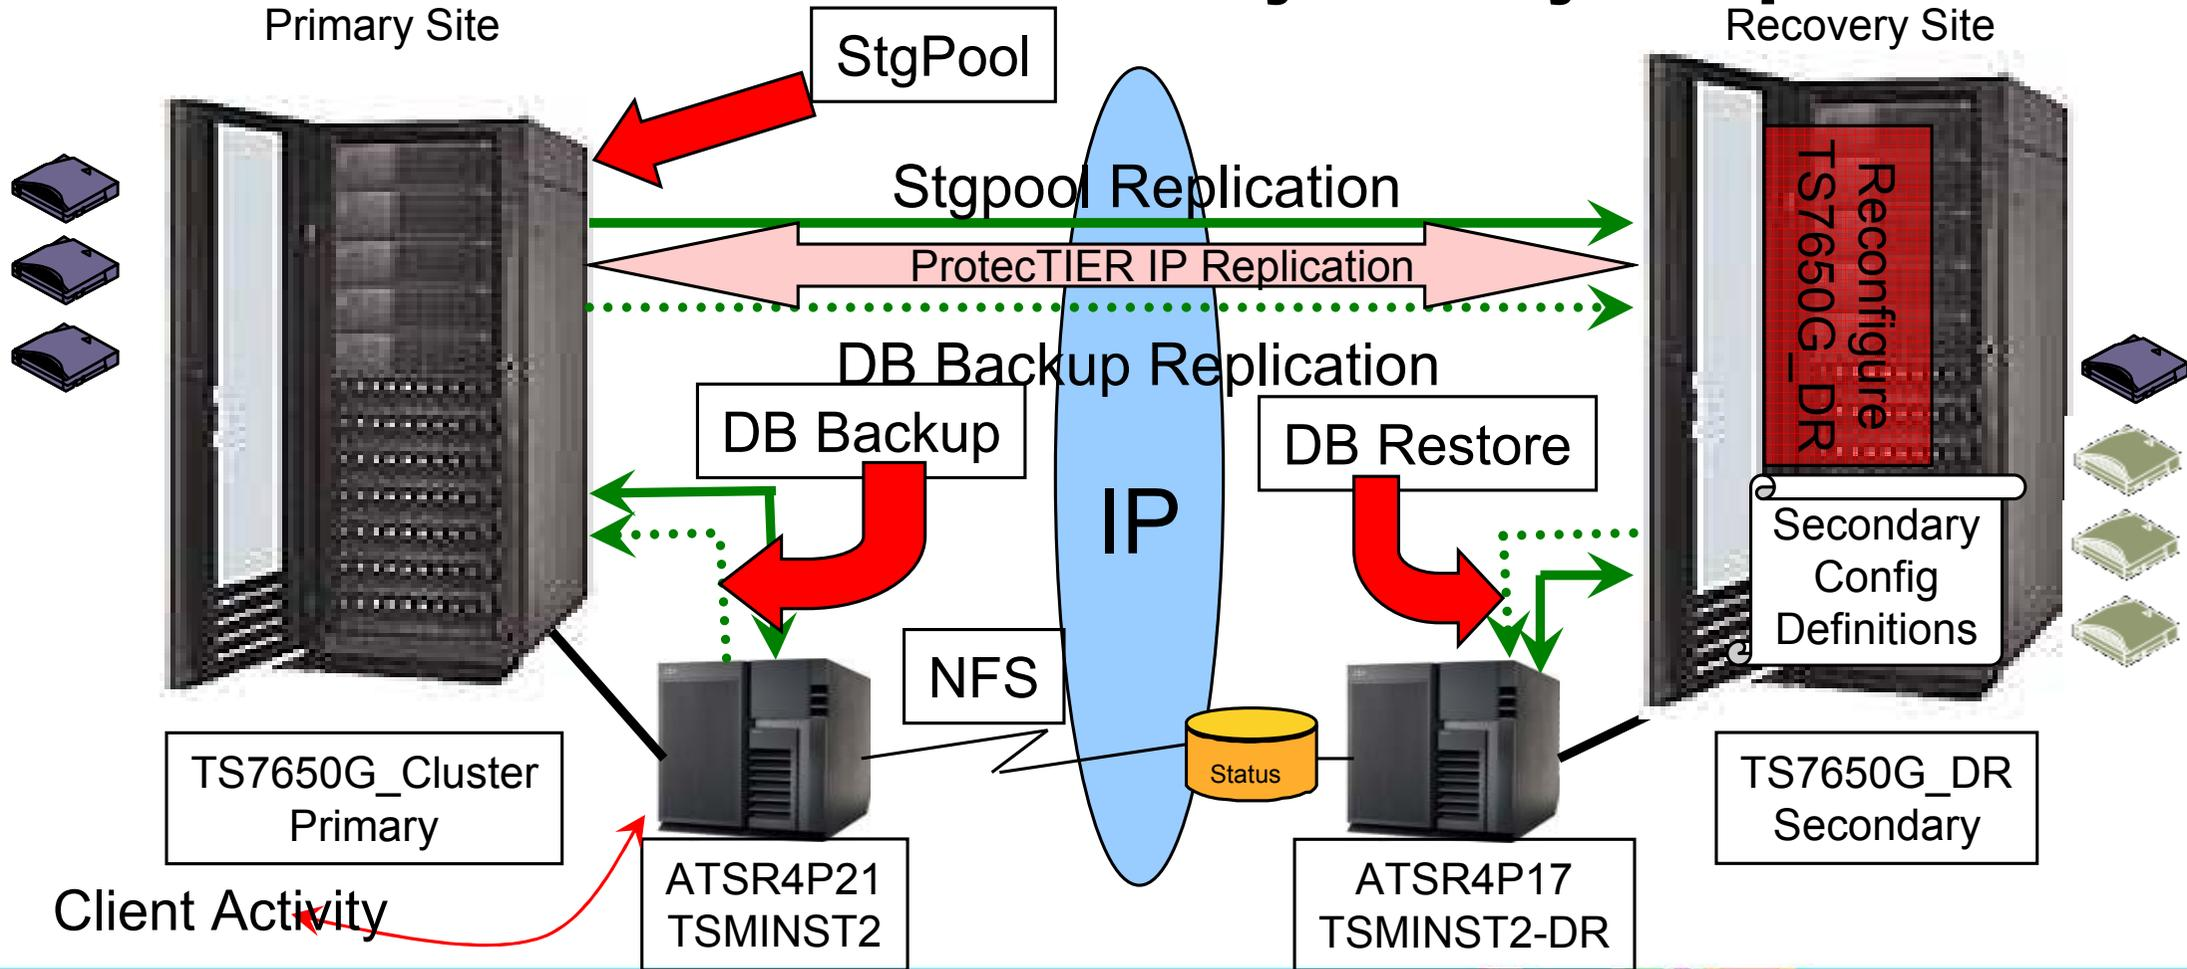 Primary Site
Recovery Site
StgPool
Stgpool Replication
ProtecTIER IP Replication
DB Backup Replication
DB Backup
DB Restore
IP
NFS
Status
Reconfigure
TS7650G_DR
Secondary
Config
Definitions
TS7650G_Cluster
Primary
TS7650G_DR
Secondary
Client Activity
ATSR4P21
TSMINST2
ATSR4P17
TSMINST2-DR